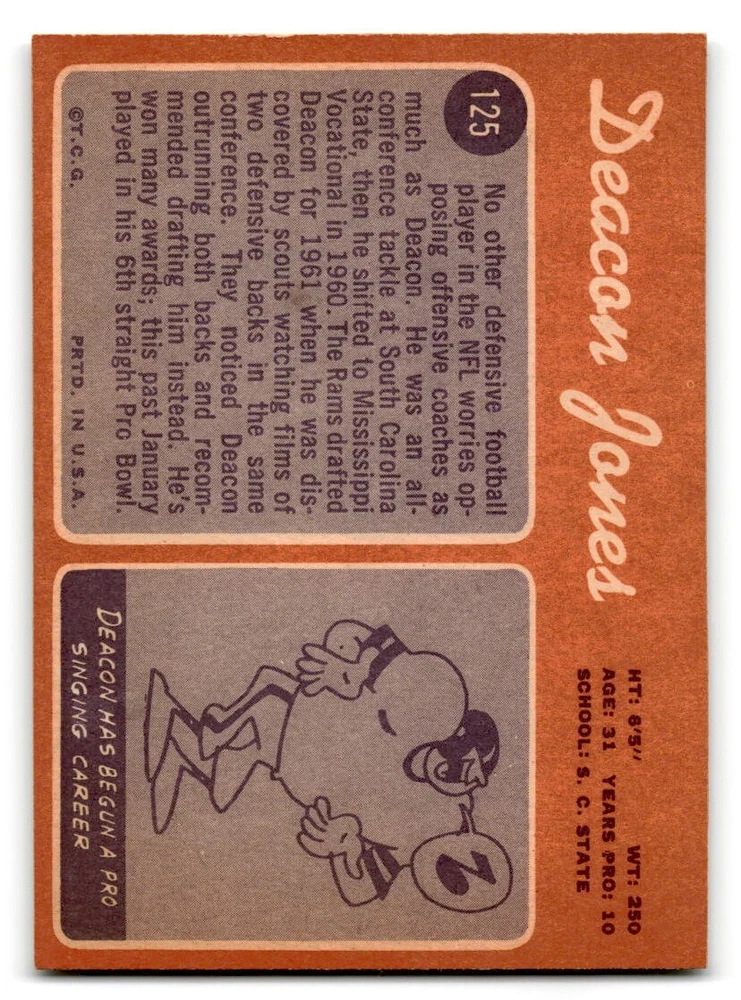 Deacon Jones
HT: 6'5" WT: 250
AGE: 31 YEARS PRO: 10
SCHOOL: S. C. STATE
125
No other defensive football
player in the NFL worries op-
posing offensive coaches as
much as Deacon. He was an all-
conference tackle at South Carolina
State, then he shifted to Mississippi
Vocational in 1960. The Rams drafted
Deacon for 1961 when he was dis-
covered by scouts watching films of
two defensive backs in the same
conference. They noticed Deacon
outrunning both backs and recom-
mended drafting him instead. He's
won many awards; this past January
played in his 6th straight Pro Bowl.
©T.C.G. PRTD. IN U.S.A.
DEACON HAS BEGUN A PRO
SINGING CAREER